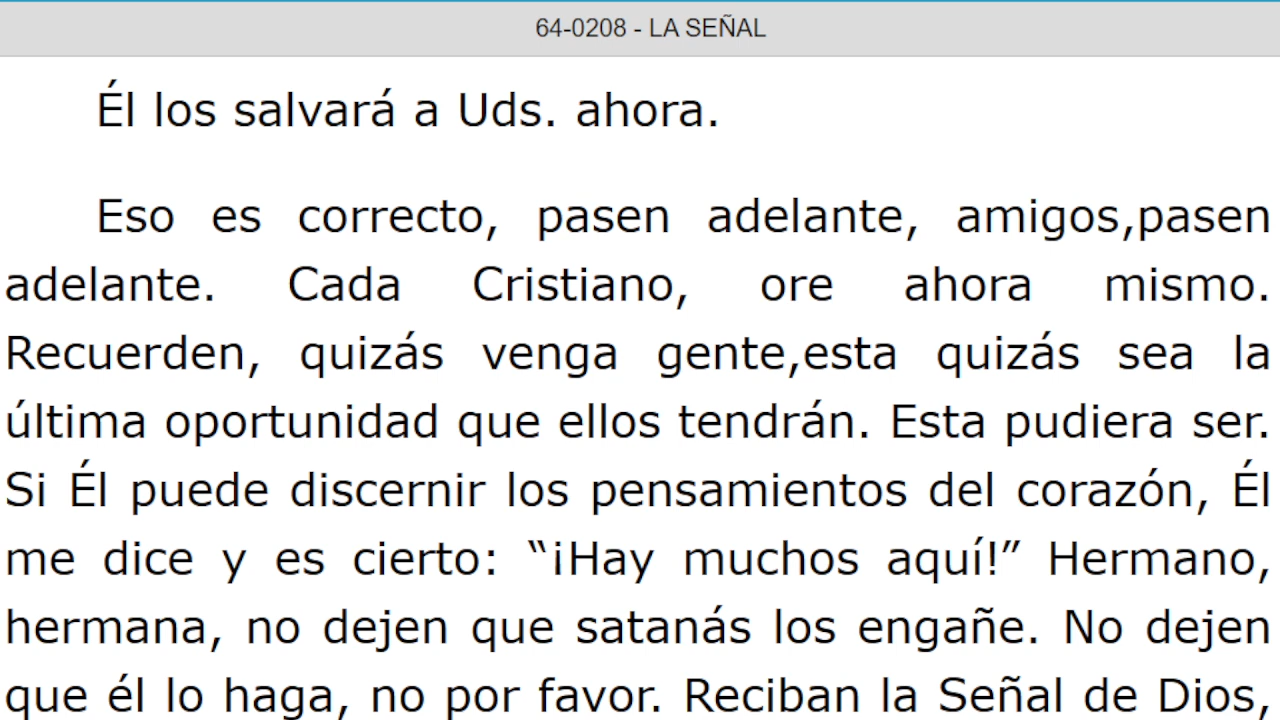 64-0208 - LA SEÑAL
Él los salvará a Uds. ahora.
Eso es correcto, pasen adelante, amigos,pasen
adelante. Cada Cristiano, ore ahora mismo.
Recuerden, quizás venga gente,esta quizás sea la
última oportunidad que ellos tendrán. Esta pudiera ser.
Si Él puede discernir los pensamientos del corazón, Él
me dice y es cierto: “¡Hay muchos aquí!” Hermano,
hermana, no dejen que satanás los engañe. No dejen
que él lo haga, no por favor. Reciban la Señal de Dios,